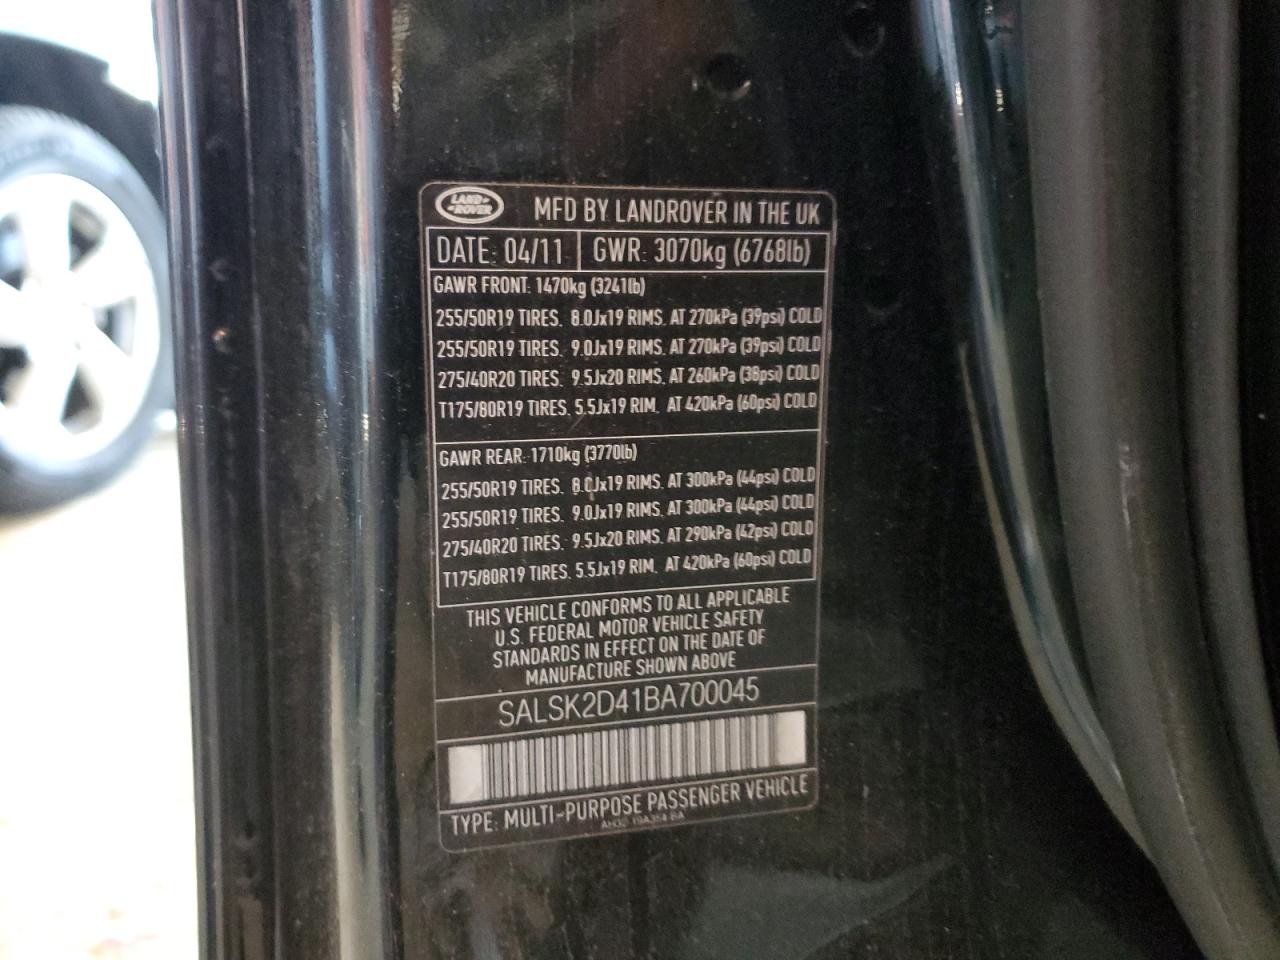 LAND-
-ROVER
MFD BY LANDROVER IN THE UK
DATE: 04/11 GWR: 3070kg (6768lb)
GAWR FRONT: 1470kg (3241lb)
255/50R19 TIRES. 8.0Jx19 RIMS. AT 270kPa (39psi) COLD
255/50R19 TIRES. 9.0Jx19 RIMS. AT 270kPa (39psi) COLD
275/40R20 TIRES. 9.5Jx20 RIMS. AT 260kPa (38psi) COLD
T175/80R19 TIRES. 5.5Jx19 RIM. AT 420kPa (60psi) COLD
GAWR REAR: 1710kg (3770lb)
255/50R19 TIRES. 8.0Jx19 RIMS. AT 300kPa (44psi) COLD
255/50R19 TIRES. 9.0Jx19 RIMS. AT 300kPa (44psi) COLD
275/40R20 TIRES. 9.5Jx20 RIMS. AT 290kPa (42psi) COLD
T175/80R19 TIRES. 5.5Jx19 RIM. AT 420kPa (60psi) COLD
THIS VEHICLE CONFORMS TO ALL APPLICABLE
U.S. FEDERAL MOTOR VEHICLE SAFETY
STANDARDS IN EFFECT ON THE DATE OF
MANUFACTURE SHOWN ABOVE
SALSK2D41BA700045
TYPE: MULTI-PURPOSE PASSENGER VEHICLE